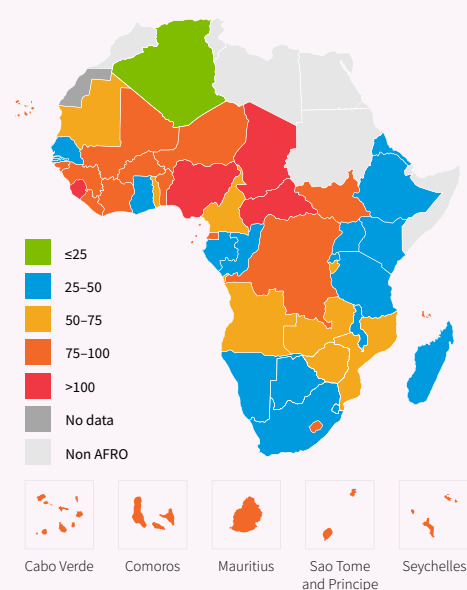 ≤25
25–50
50–75
75–100
>100
No data
Non AFRO
Cabo Verde
Comoros
Mauritius
Sao Tome
and Principe
Seychelles